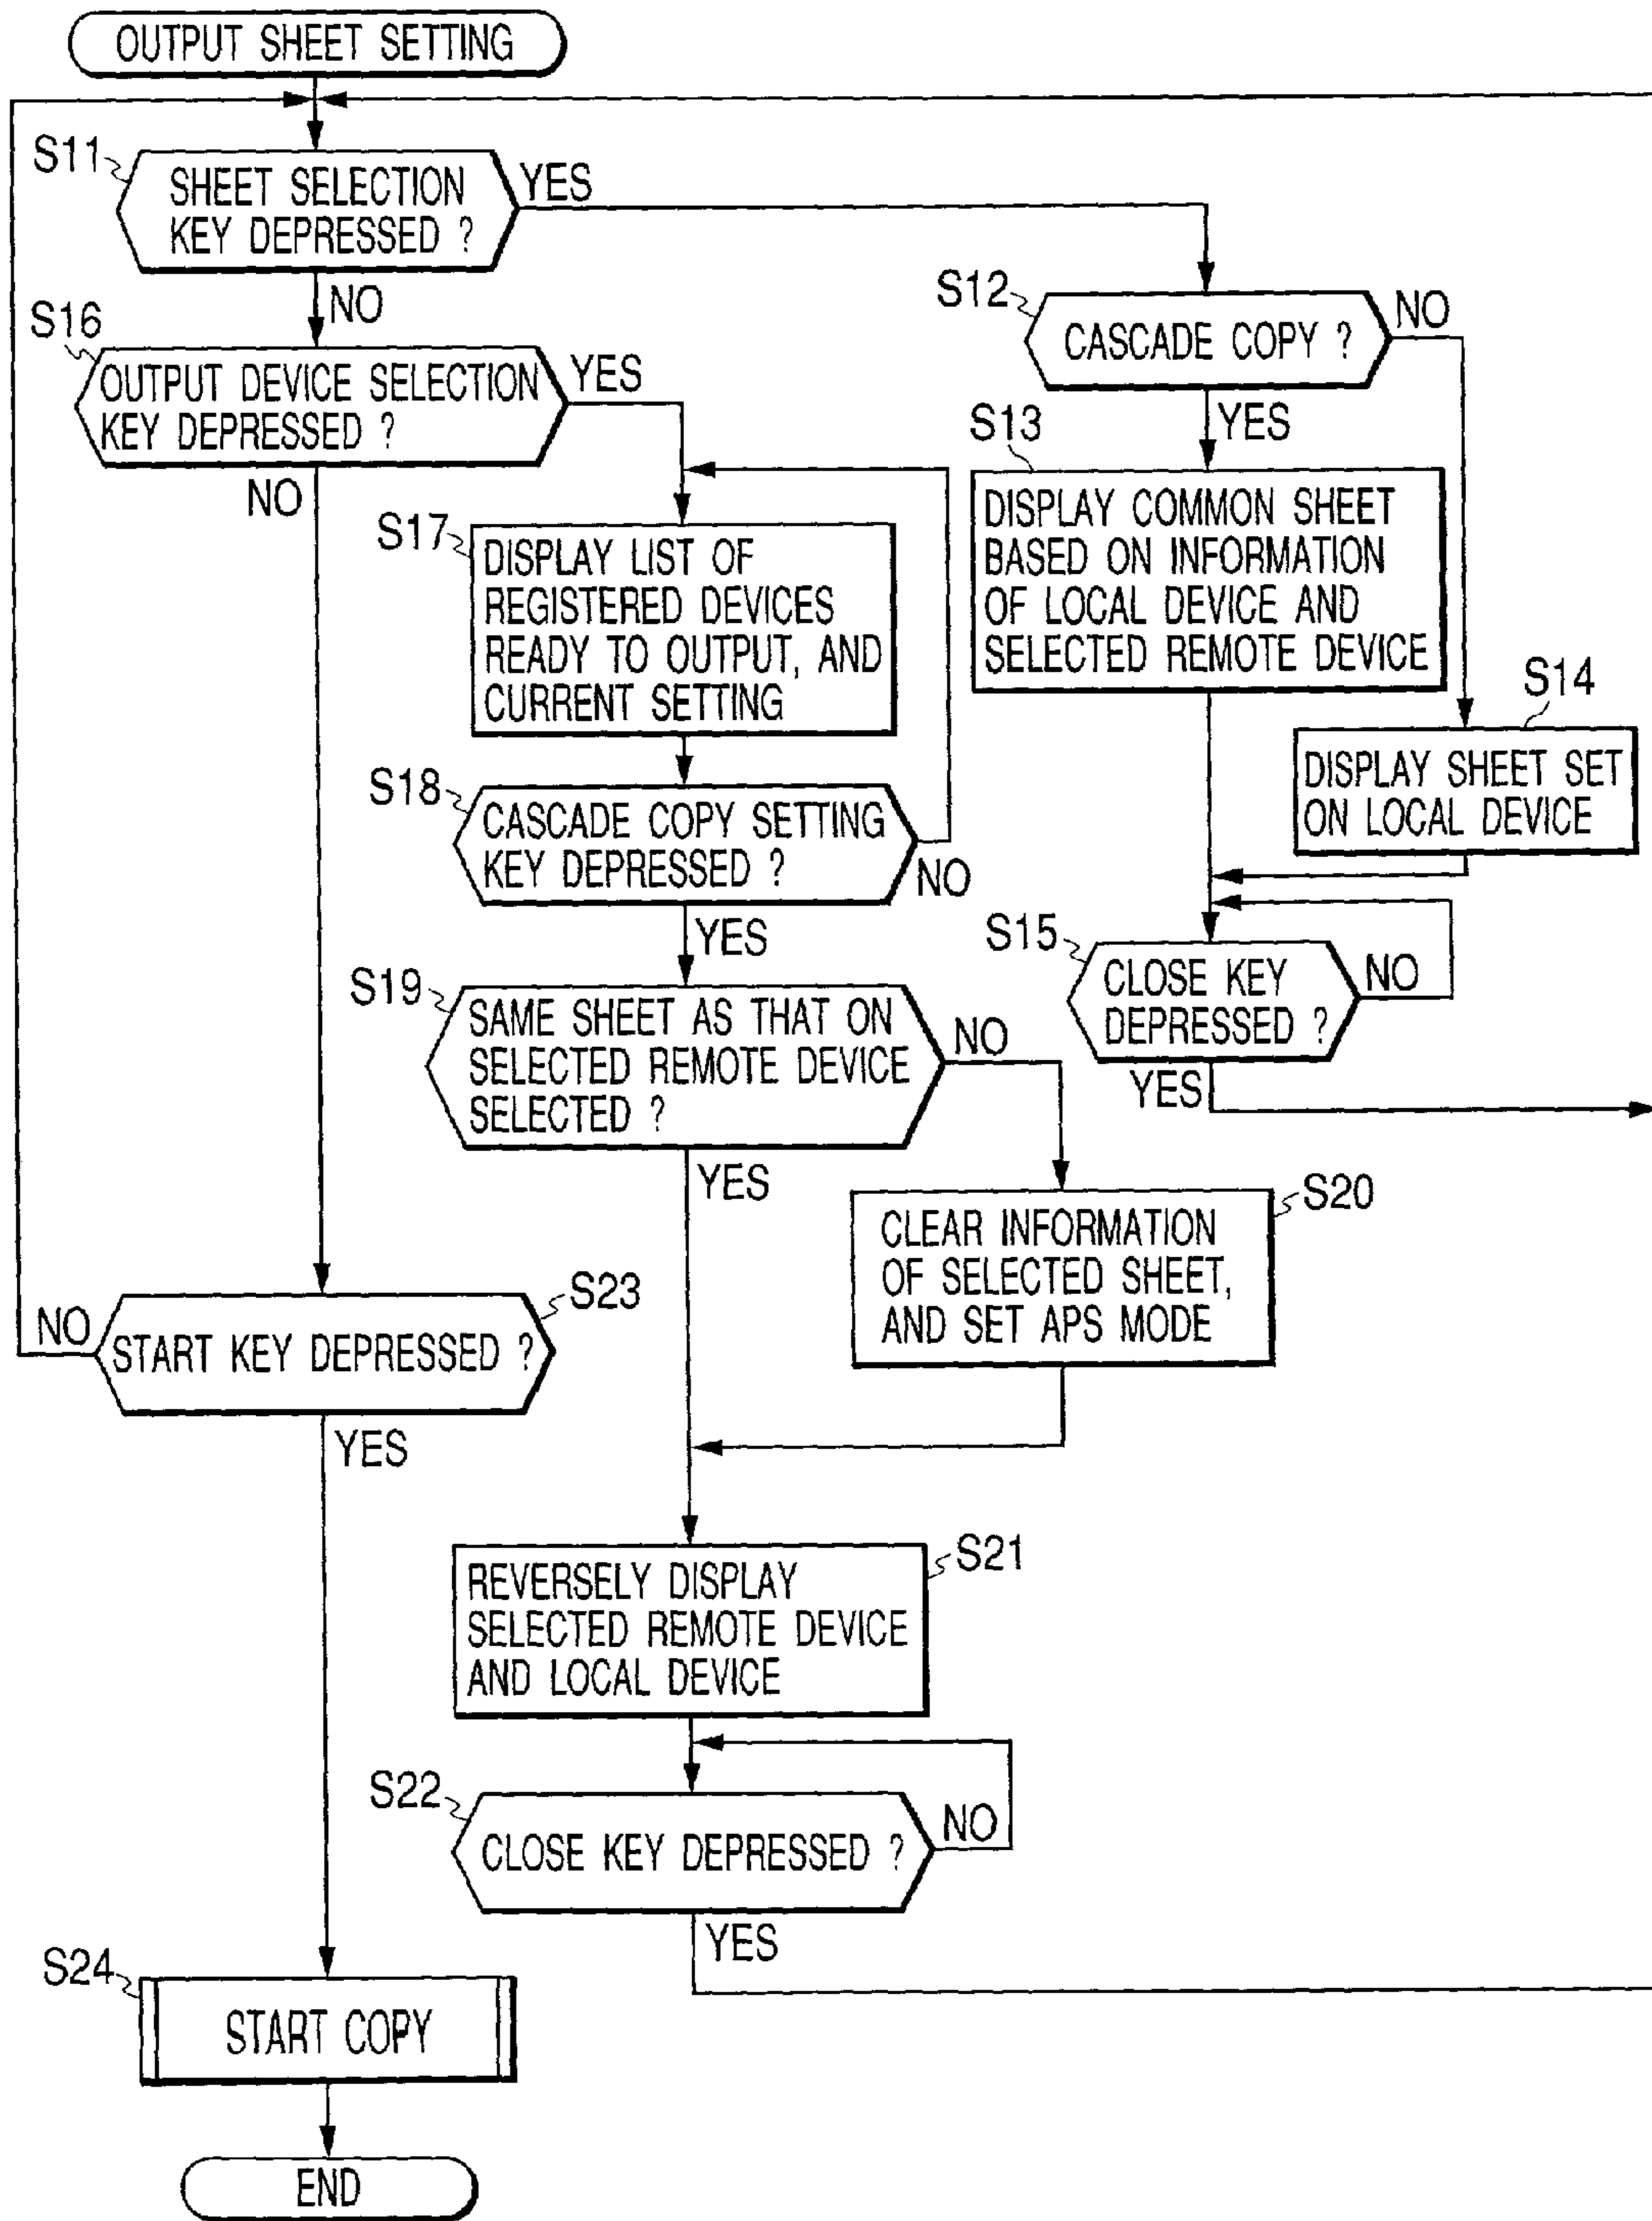 OUTPUT SHEET SETTING
S11
SHEET SELECTION
KEY DEPRESSED ?
YES
NO
S12
CASCADE COPY ?
NO
YES
S16
OUTPUT DEVICE SELECTION
KEY DEPRESSED ?
YES
NO
S13
DISPLAY COMMON SHEET
BASED ON INFORMATION
OF LOCAL DEVICE AND
SELECTED REMOTE DEVICE
S17
DISPLAY LIST OF
REGISTERED DEVICES
READY TO OUTPUT, AND
CURRENT SETTING
S14
DISPLAY SHEET SET
ON LOCAL DEVICE
S18
CASCADE COPY SETTING
KEY DEPRESSED ?
NO
YES
S15
CLOSE KEY
DEPRESSED ?
NO
YES
S19
SAME SHEET AS THAT ON
SELECTED REMOTE DEVICE
SELECTED ?
NO
YES
S20
CLEAR INFORMATION
OF SELECTED SHEET,
AND SET APS MODE
S23
START KEY DEPRESSED ?
NO
YES
S21
REVERSELY DISPLAY
SELECTED REMOTE DEVICE
AND LOCAL DEVICE
S22
CLOSE KEY DEPRESSED ?
NO
YES
S24
START COPY
END